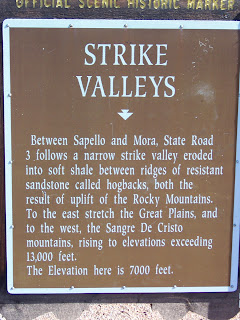 OFFICIAL SCENIC HISTORIC MARKER
STRIKE
VALLEYS
Between Sapello and Mora, State Road
3 follows a narrow strike valley eroded
into soft shale between ridges of resistant
sandstone called hogbacks, both the
result of uplift of the Rocky Mountains.
To the east stretch the Great Plains, and
to the west, the Sangre De Cristo
mountains, rising to elevations exceeding
13,000 feet.
The Elevation here is 7000 feet.